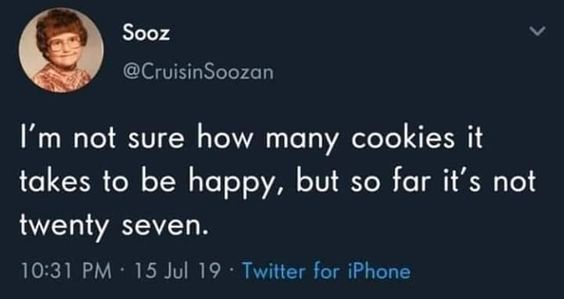 Sooz
@CruisinSoozan
I'm not sure how many cookies it
takes to be happy, but so far it's not
twenty seven.
10:31 PM · 15 Jul 19 · Twitter for iPhone